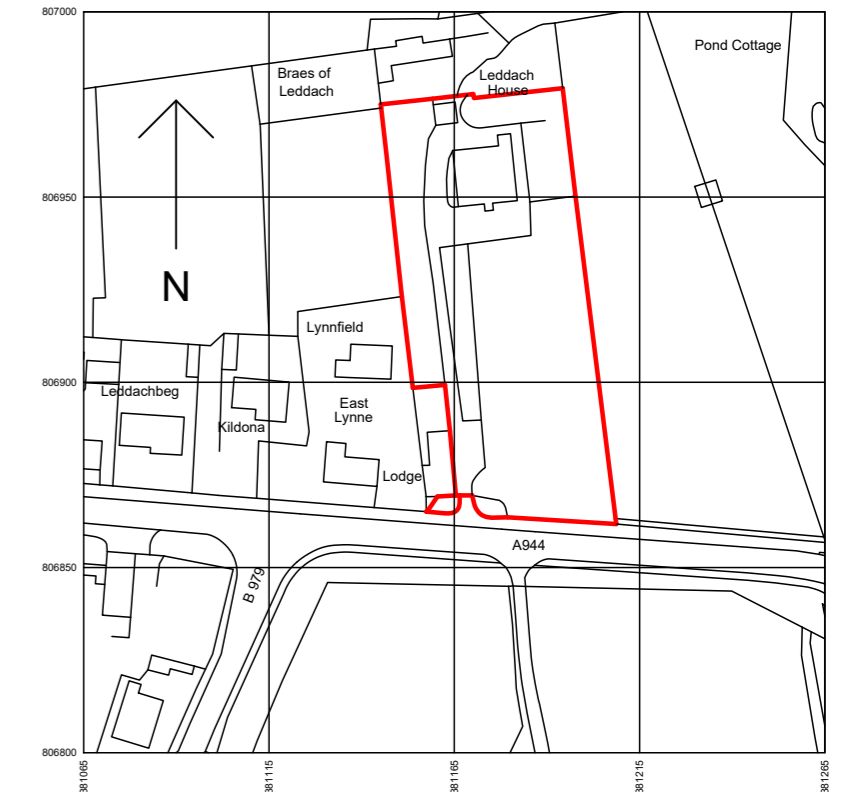 807000
Pond Cottage
Braes of
Leddach
Leddach
House
806950
N
Lynnfield
806900
Leddachbeg
East
Lynne
Kildona
Lodge
A944
806850
B 979
806800
381065
381115
381165
381215
381265